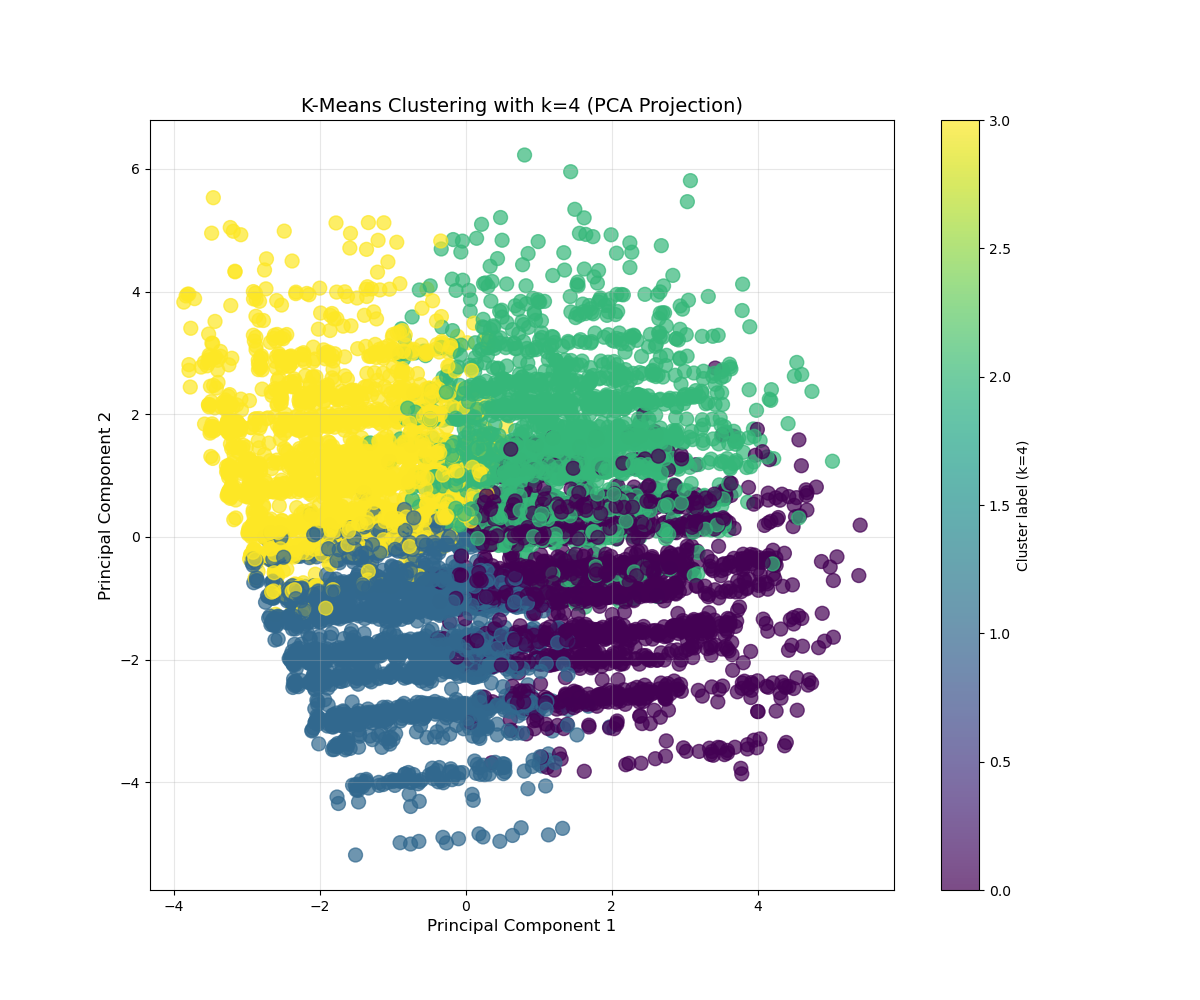 K-Means Clustering with k=4 (PCA Projection)
6
4
2
0
−2
−4
Principal Component 2
−4 −2 0 2 4
Principal Component 1
3.0
2.5
2.0
1.5
1.0
0.5
0.0
Cluster label (k=4)